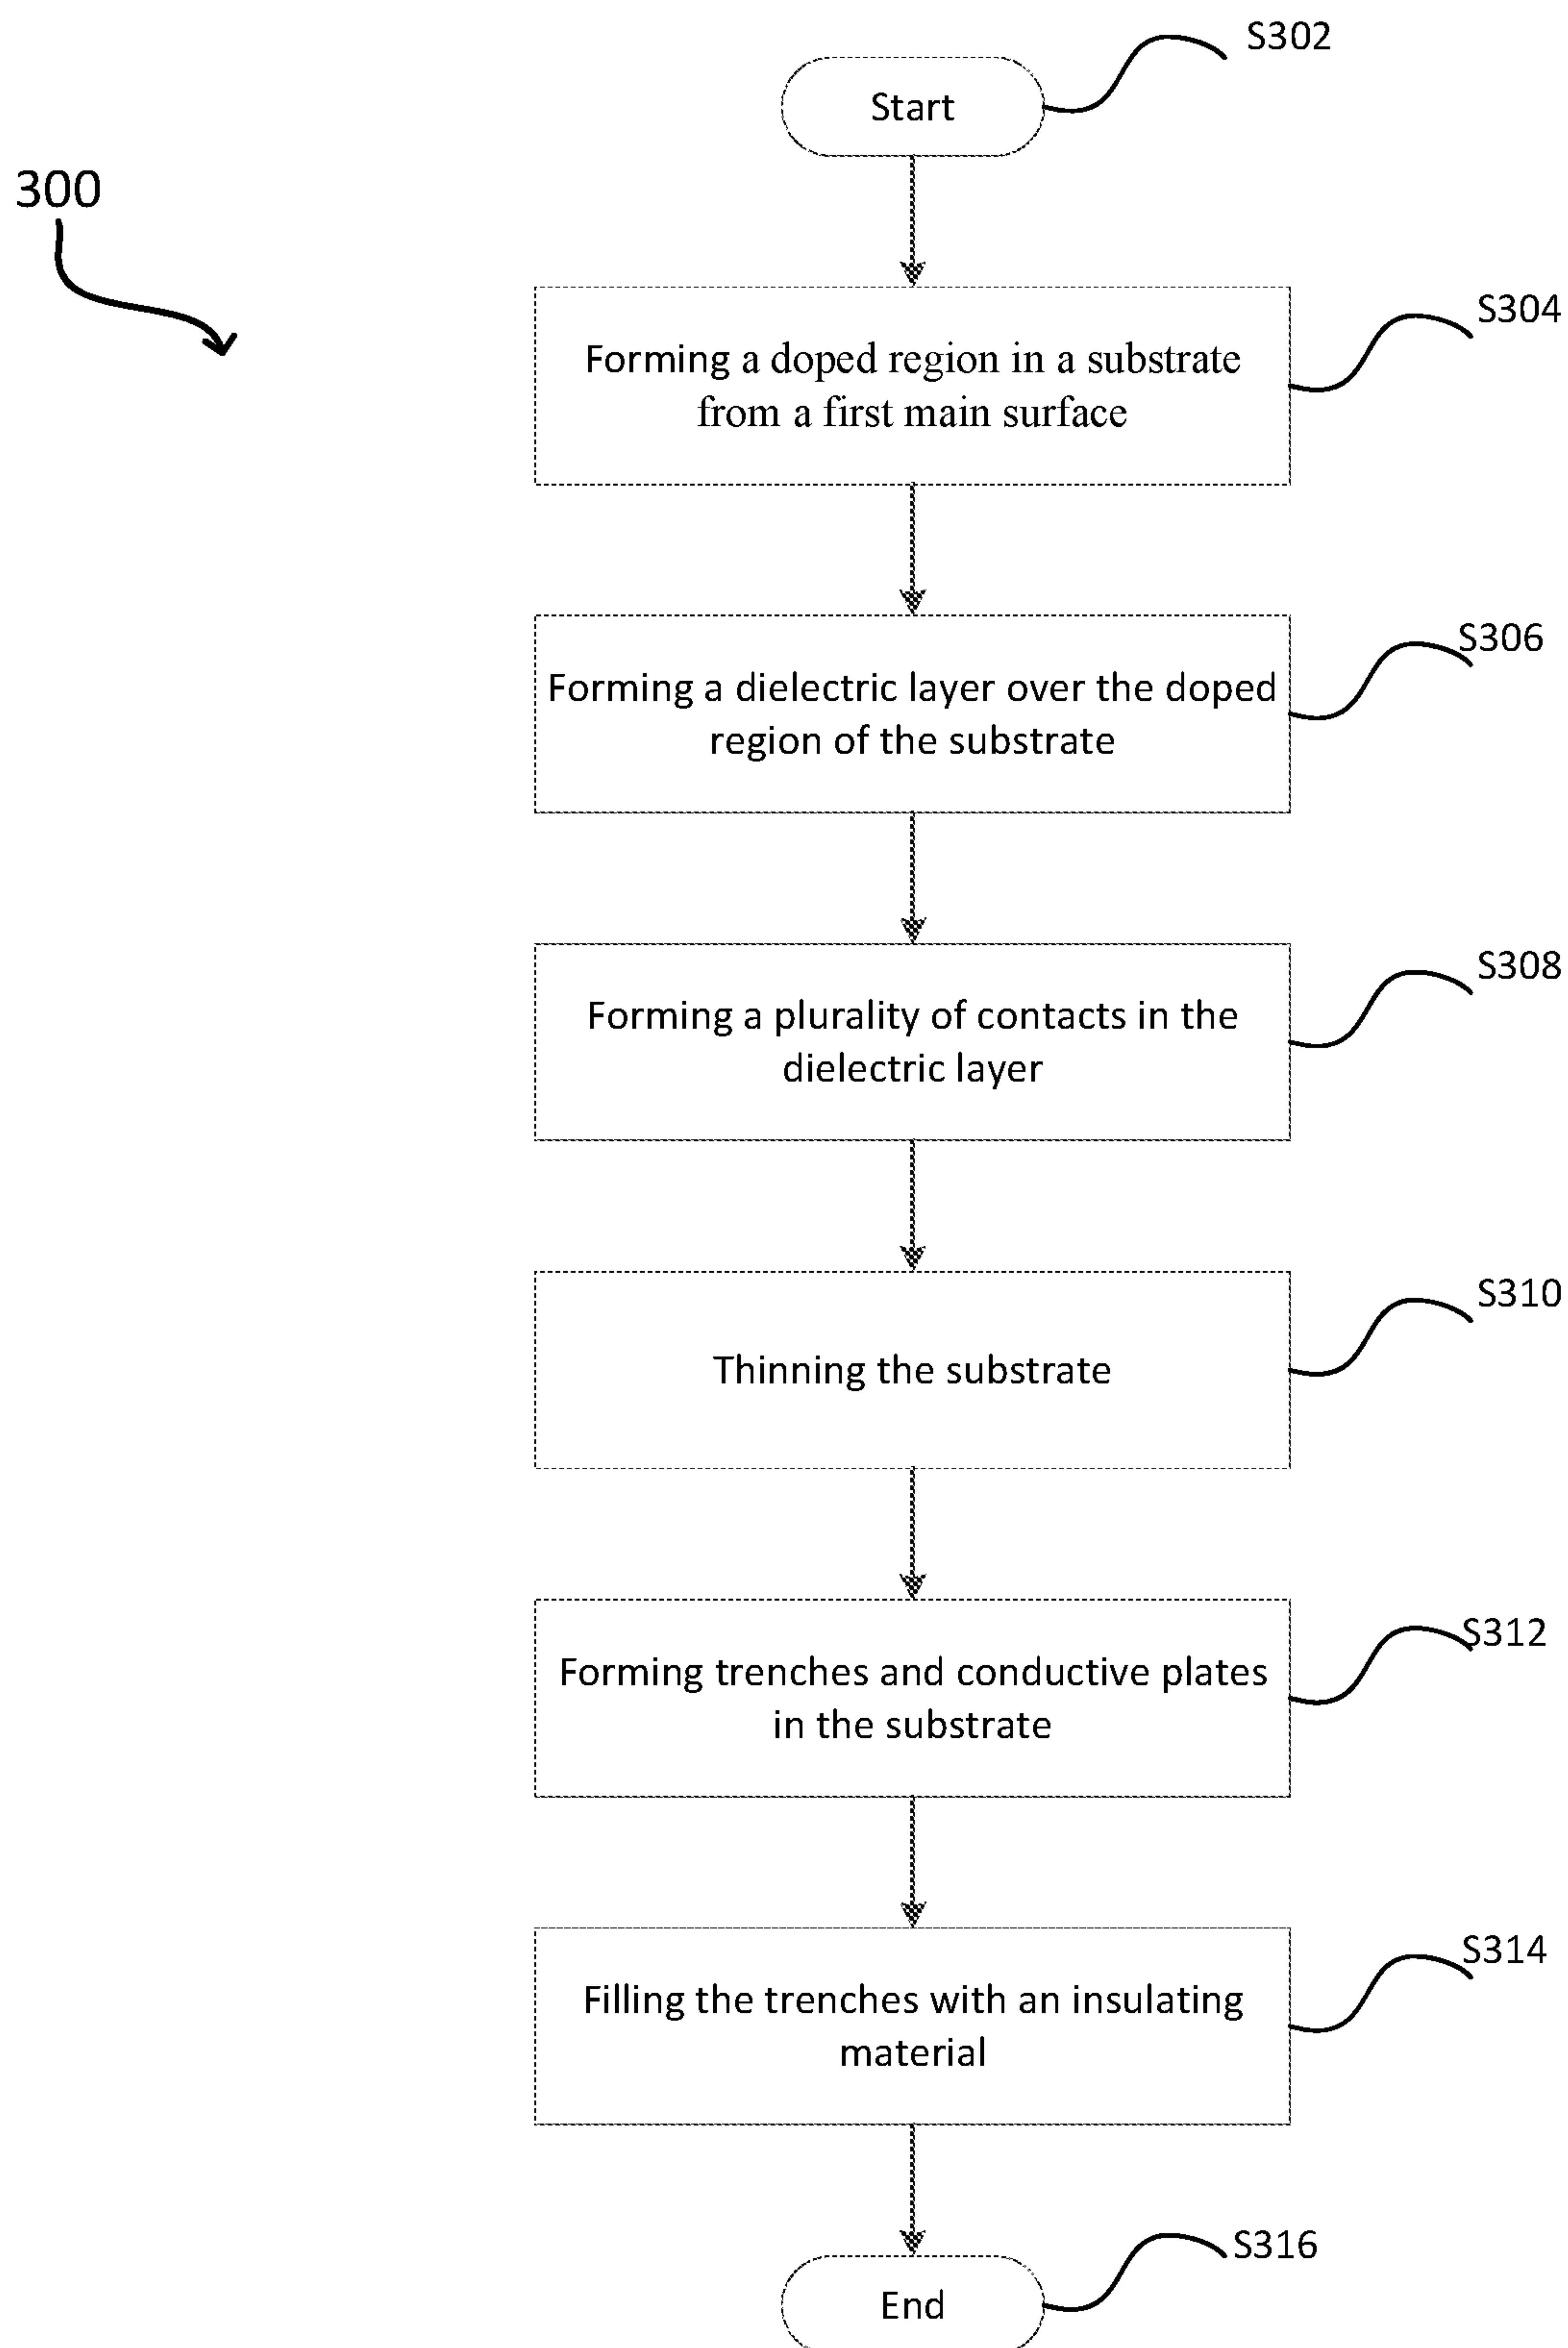 S302
Start
300
S304
Forming a doped region in a substrate
from a first main surface
S306
Forming a dielectric layer over the doped
region of the substrate
S308
Forming a plurality of contacts in the
dielectric layer
S310
Thinning the substrate
S312
Forming trenches and conductive plates
in the substrate
S314
Filling the trenches with an insulating
material
S316
End